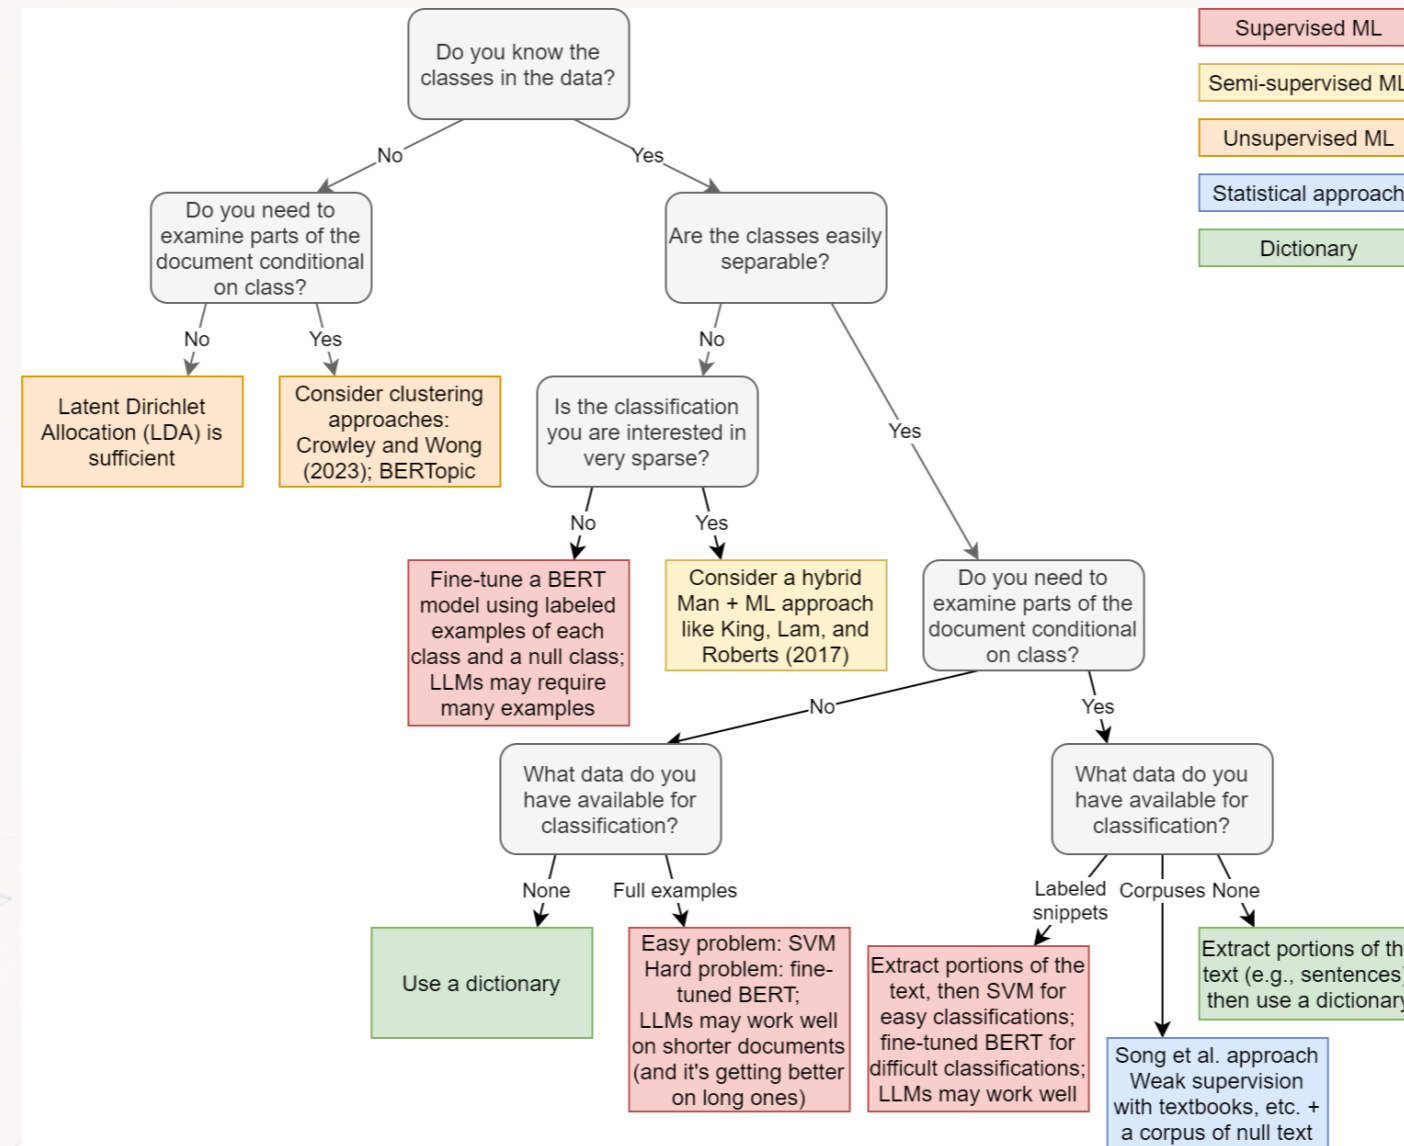 Do you know the
classes in the data?
Supervised ML
Semi-supervised ML
Unsupervised ML
Statistical approach
Dictionary
No
Yes
Do you need to
examine parts of the
document conditional
on class?
Are the classes easily
separable?
No
Yes
No
Yes
Latent Dirichlet
Allocation (LDA) is
sufficient
Consider clustering
approaches:
Crowley and Wong
(2023); BERTopic
Is the classification
you are interested in
very sparse?
No
Yes
Fine-tune a BERT
model using labeled
examples of each
class and a null class;
LLMs may require
many examples
Consider a hybrid
Man + ML approach
like King, Lam, and
Roberts (2017)
Do you need to
examine parts of the
document conditional
on class?
No
Yes
What data do you
have available for
classification?
What data do you
have available for
classification?
None
Full examples
Labeled
snippets
Corpuses
None
Use a dictionary
Easy problem: SVM
Hard problem: fine-
tuned BERT;
LLMs may work well
on shorter documents
(and it's getting better
on long ones)
Extract portions of the
text, then SVM for
easy classifications;
fine-tuned BERT for
difficult classifications;
LLMs may work well
Song et al. approach
Weak supervision
with textbooks, etc. +
a corpus of null text
Extract portions of th
text (e.g., sentences)
then use a dictionary